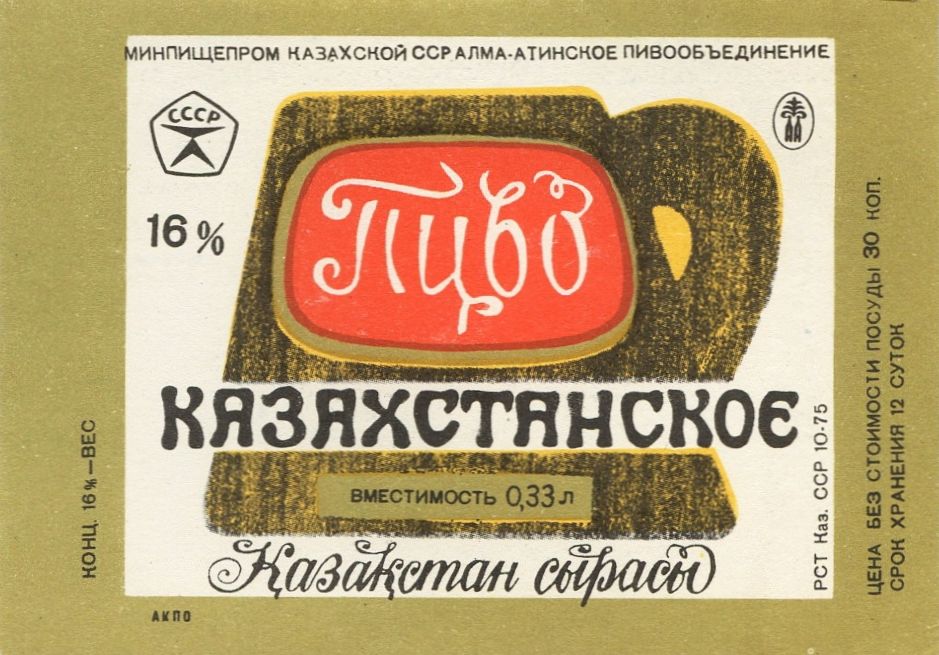 МИНПИЩЕПРОМ КАЗАХСКОЙ ССР АЛМА-АТИНСКОЕ ПИВООБЪЕДИНЕНИЕ
СССР
АА
16 %
Пиво
КАЗАХСТАНСКОЕ
ВМЕСТИМОСТЬ 0,33 л
Қазақстан сырасы
КОНЦ. 16%—ВЕС
РСТ Каз. ССР 10-75
ЦЕНА БЕЗ СТОИМОСТИ ПОСУДЫ 30 КОП.
СРОК ХРАНЕНИЯ 12 СУТОК
АКПО